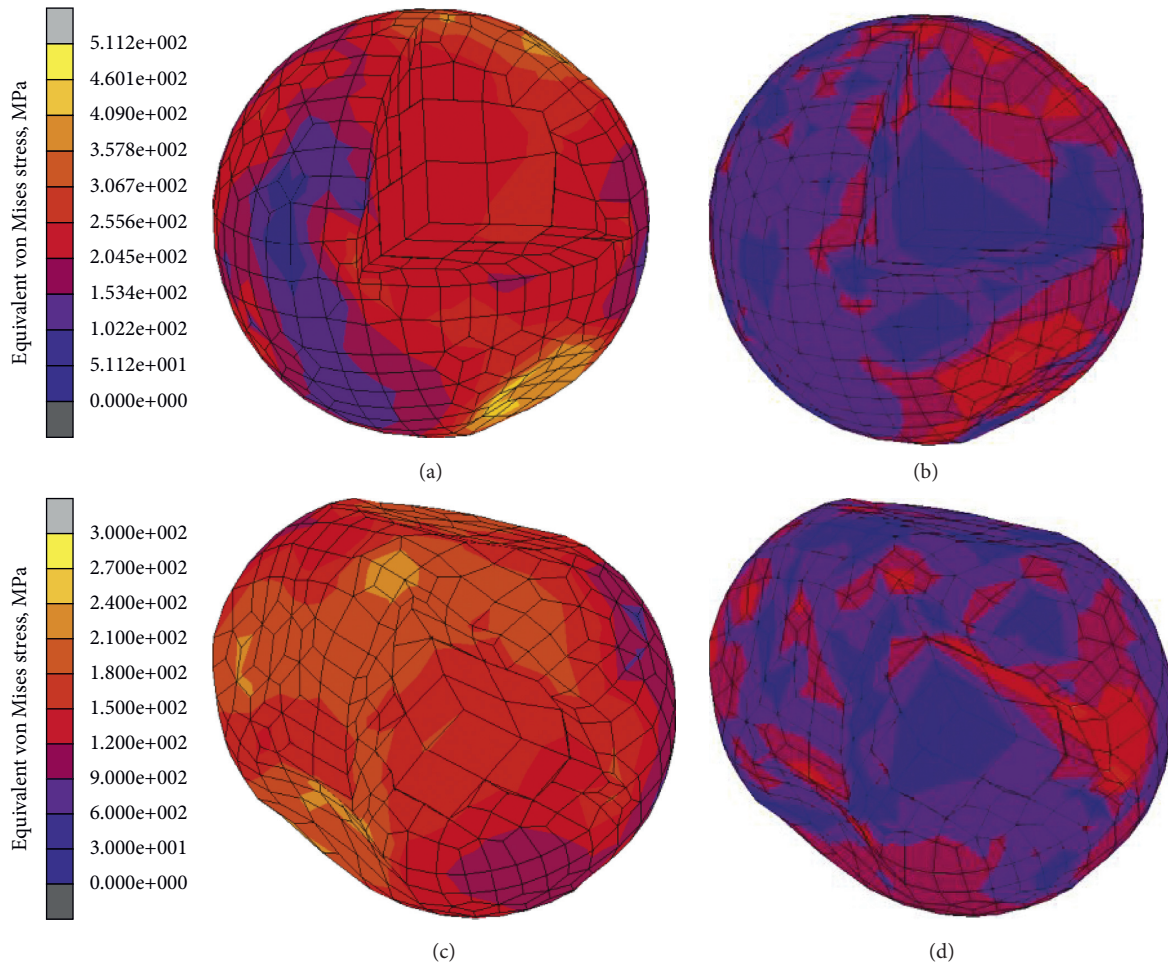 Equivalent von Mises stress, MPa
5.112e+002
4.601e+002
4.090e+002
3.578e+002
3.067e+002
2.556e+002
2.045e+002
1.534e+002
1.022e+002
5.112e+001
0.000e+000
(a)
(b)
Equivalent von Mises stress, MPa
3.000e+002
2.700e+002
2.400e+002
2.100e+002
1.800e+002
1.500e+002
1.200e+002
9.000e+002
6.000e+002
3.000e+001
0.000e+000
(c)
(d)